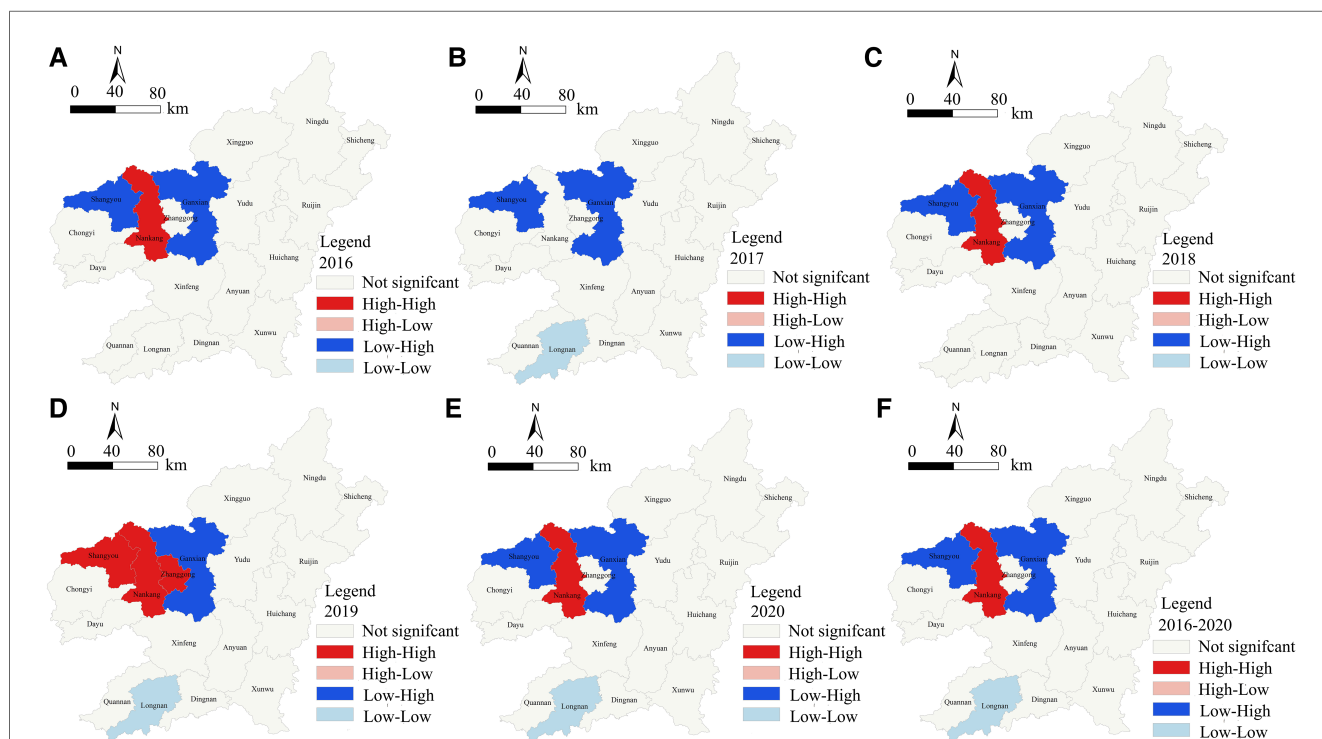 A
N
0 40 80
km
Ningdu
Xingguo
Shicheng
Shangyou
Ganxian
Yudu
Zhanggong
Ruijin
Chongyi
Nankang
Huichang
Dayu
Xinfeng
Anyuan
Xunwu
Quannan
Longnan
Dingnan
Legend
2016
Not signifcant
High-High
High-Low
Low-High
Low-Low
B
N
0 40 80
km
Ningdu
Xingguo
Shicheng
Shangyou
Ganxian
Yudu
Zhanggong
Ruijin
Chongyi
Nankang
Huichang
Dayu
Xinfeng
Anyuan
Xunwu
Quannan
Longnan
Dingnan
Legend
2017
Not signifcant
High-High
High-Low
Low-High
Low-Low
C
N
0 40 80
km
Ningdu
Xingguo
Shicheng
Shangyou
Ganxian
Yudu
Zhanggong
Ruijin
Chongyi
Nankang
Huichang
Dayu
Xinfeng
Anyuan
Xunwu
Quannan
Longnan
Dingnan
Legend
2018
Not signifcant
High-High
High-Low
Low-High
Low-Low
D
N
0 40 80
km
Ningdu
Xingguo
Shicheng
Shangyou
Ganxian
Yudu
Zhanggong
Ruijin
Chongyi
Nankang
Huichang
Dayu
Xinfeng
Anyuan
Xunwu
Quannan
Longnan
Dingnan
Legend
2019
Not signifcant
High-High
High-Low
Low-High
Low-Low
E
N
0 40 80
km
Ningdu
Xingguo
Shicheng
Shangyou
Ganxian
Yudu
Zhanggong
Ruijin
Chongyi
Nankang
Huichang
Dayu
Xinfeng
Anyuan
Xunwu
Quannan
Longnan
Dingnan
Legend
2020
Not signifcant
High-High
High-Low
Low-High
Low-Low
F
N
0 40 80
km
Ningdu
Xingguo
Shicheng
Shangyou
Ganxian
Yudu
Zhanggong
Ruijin
Chongyi
Nankang
Huichang
Dayu
Xinfeng
Anyuan
Xunwu
Quannan
Longnan
Dingnan
Legend
2016-2020
Not signifcant
High-High
High-Low
Low-High
Low-Low